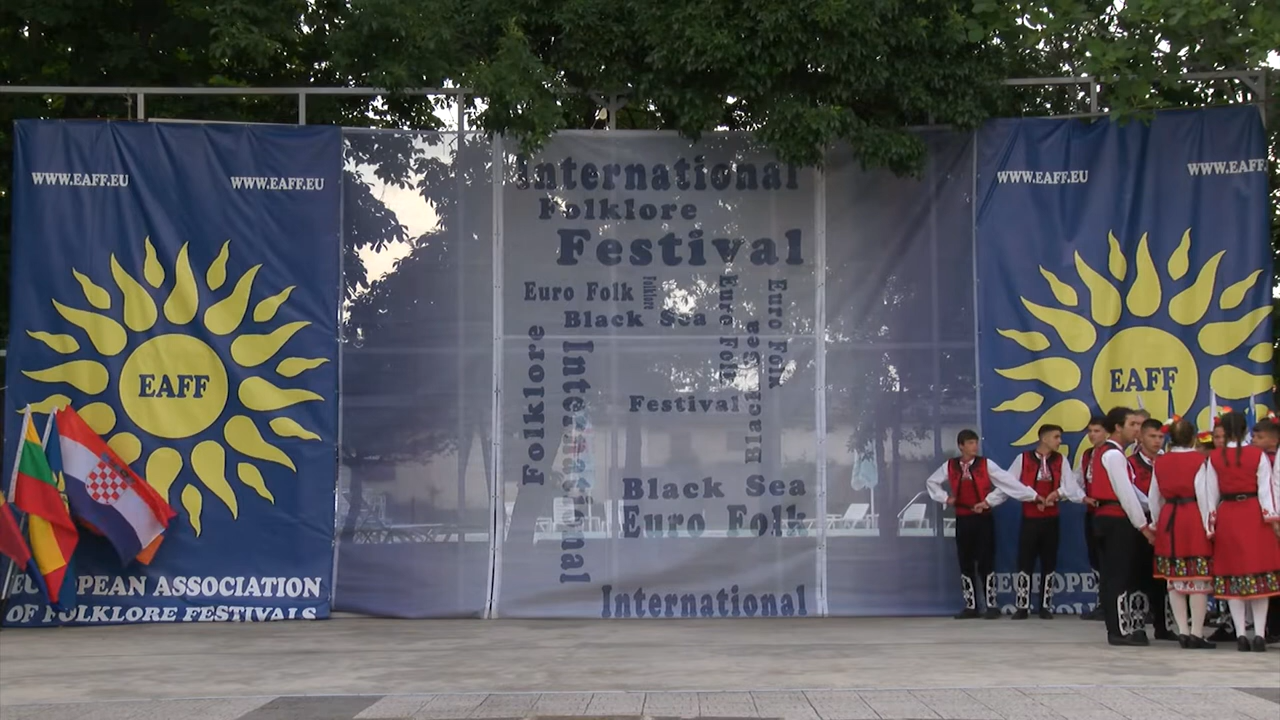 WWW.EAFF.EU WWW.EAFF.EU
EAFF
EUROPEAN ASSOCIATION
OF FOLKLORE FESTIVALS
International
Folklore
Festival
Euro Folk
Folklore
Black Sea
Euro Folk
Euro Folk
Black Sea
Folklore
International
Festival
Black Sea
Euro Folk
International
WWW.EAFF.EU WWW.EAFF.EU
EAFF